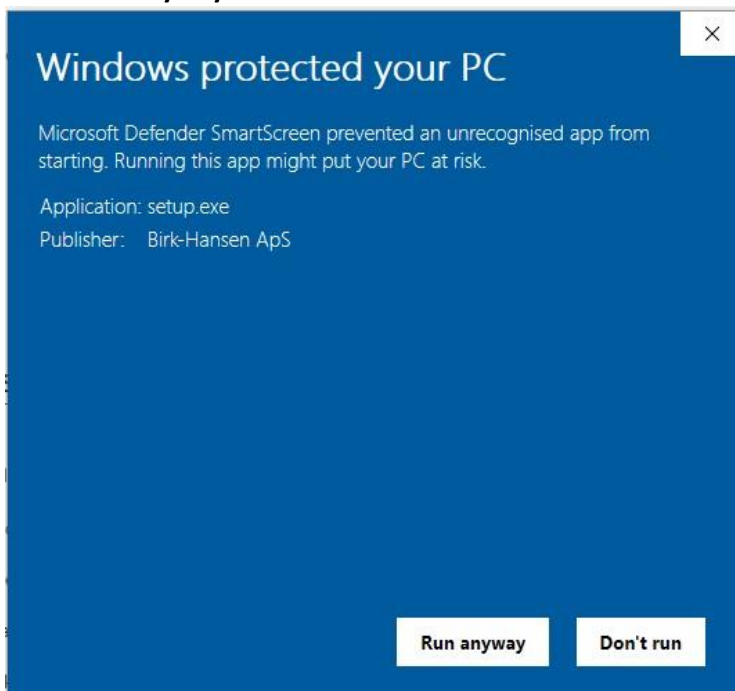 Windows protected your PC
Microsoft Defender SmartScreen prevented an unrecognised app from
starting. Running this app might put your PC at risk.
Application: setup.exe
Publisher: Birk-Hansen ApS
Run anyway
Don't run